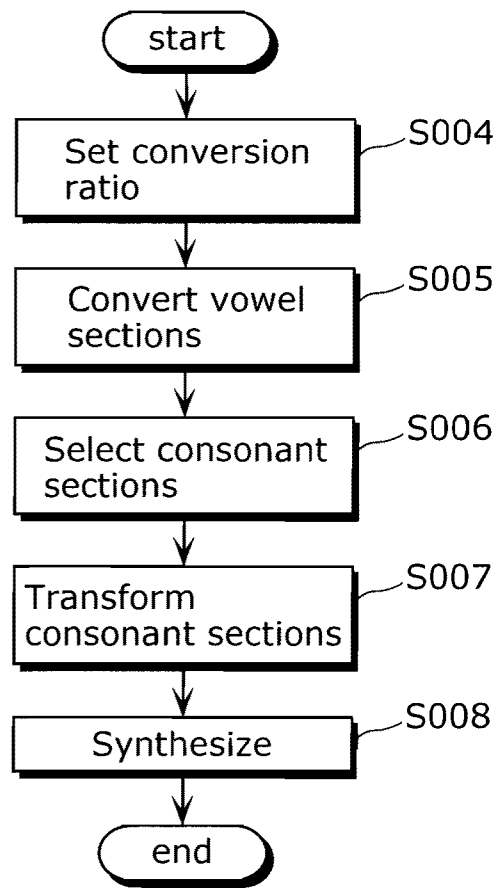 start
S004
Set conversion
ratio
S005
Convert vowel
sections
S006
Select consonant
sections
S007
Transform
consonant sections
S008
Synthesize
end